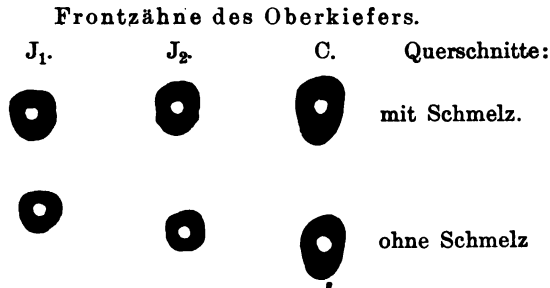 Frontzähne des Oberkiefers.
J₁. J₂. C. Querschnitte:
mit Schmelz.
ohne Schmelz